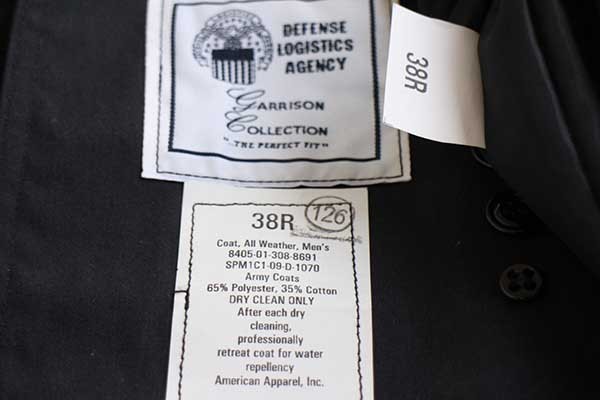 DEFENSE
LOGISTICS
AGENCY
GARRISON
COLLECTION
"THE PERFECT FIT"
38R
38R
126
Coat, All Weather, Men's
8405-01-308-8691
SPM1C1-09-D-1070
Army Coats
65% Polyester, 35% Cotton
DRY CLEAN ONLY
After each dry
cleaning,
professionally
retreat coat for water
repellency
American Apparel, Inc.